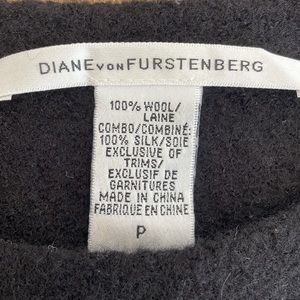 DIANE VON FURSTENBERG
100% WOOL/
LAINE
COMBO/COMBINÉ:
100% SILK/SOIE
EXCLUSIVE OF
TRIMS/
EXCLUSIF DE
GARNITURES
MADE IN CHINA
FABRIQUE EN CHINE
P